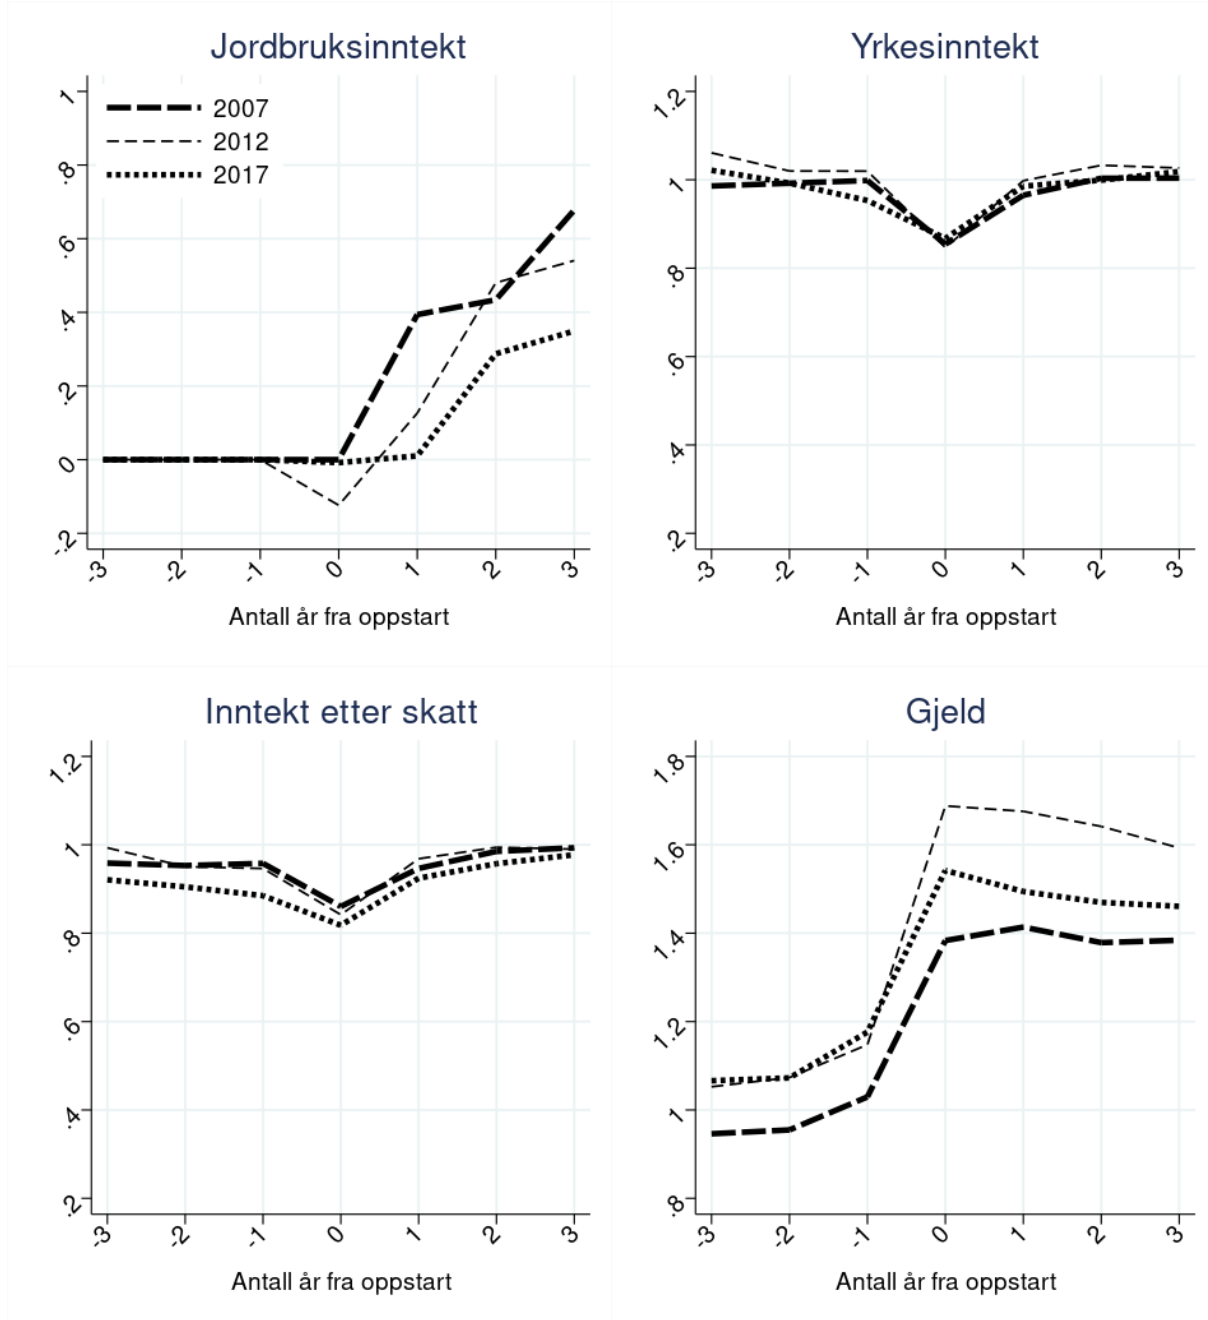 Jordbruksinntekt
1
.8
.6
.4
.2
0
-.2
2007
2012
2017
-3 -2 -1 0 1 2 3
Antall år fra oppstart
Yrkesinntekt
1.2
1
.8
.6
.4
.2
-3 -2 -1 0 1 2 3
Antall år fra oppstart
Inntekt etter skatt
1.2
1
.8
.6
.4
.2
-3 -2 -1 0 1 2 3
Antall år fra oppstart
Gjeld
1.8
1.6
1.4
1.2
1
.8
-3 -2 -1 0 1 2 3
Antall år fra oppstart